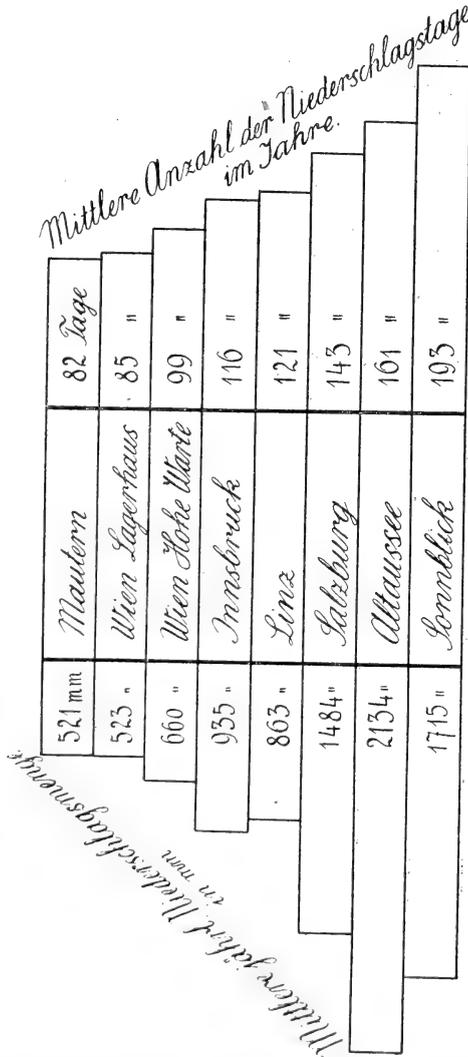 Mittlere Anzahl der Niederschlagstage
im Jahre.
82 Tage
85 "
99 "
116 "
121 "
143 "
161 "
193 "
Mautern
Wien Lagerhaus
Wien Hohe Warte
Innsbruck
Linz
Salzburg
Altaussee
Sonnblick
521 mm
523 "
660 "
935 "
863 "
1484 "
2134 "
1715 "
Mittlere jährl. Niederschlagsmenge
in mm